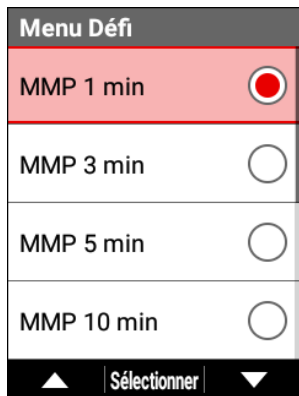 Menu Défi
MMP 1 min
MMP 3 min
MMP 5 min
MMP 10 min
Sélectionner